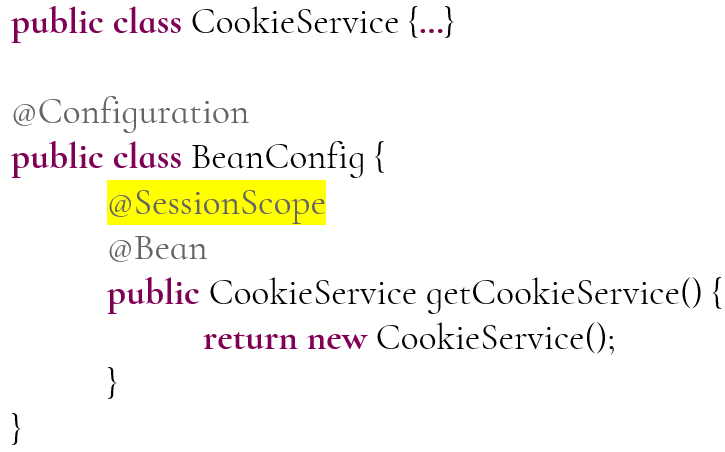 public class CookieService {...}
@Configuration
public class BeanConfig {
@SessionScope
@Bean
public CookieService getCookieService() {
return new CookieService();
}
}